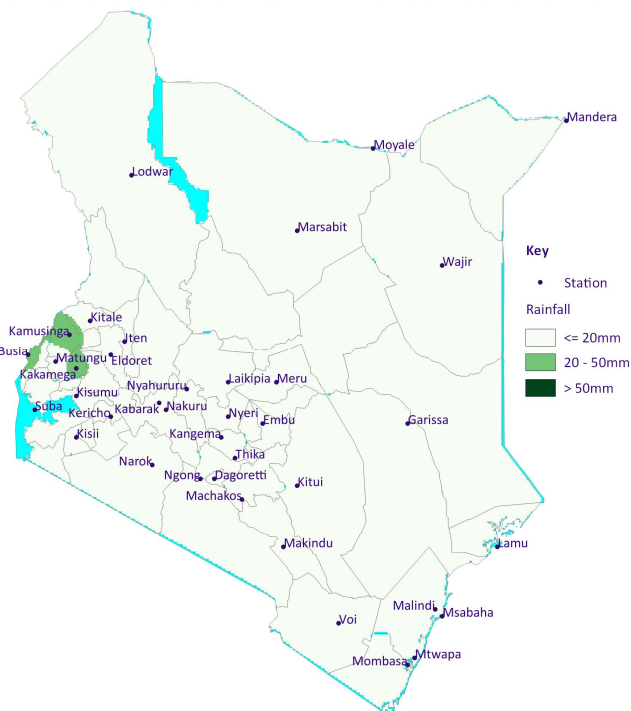 Mandera
Moyale
Lodwar
Marsabit
Wajir
Key
Station
Rainfall
<= 20mm
20 - 50mm
> 50mm
Kitale
Kamusinga
Iten
Busia
Matungu
Eldoret
Kakamega
Nyahururu
Laikipia
Meru
Kisumu
Suba
Kericho
Kabarak
Nakuru
Nyeri
Embu
Garissa
Kisii
Kangema
Thika
Narok
Ngong
Dagoretti
Kitui
Machakos
Makindu
Lamu
Malindi
Msabaha
Voi
Mtwapa
Mombasa